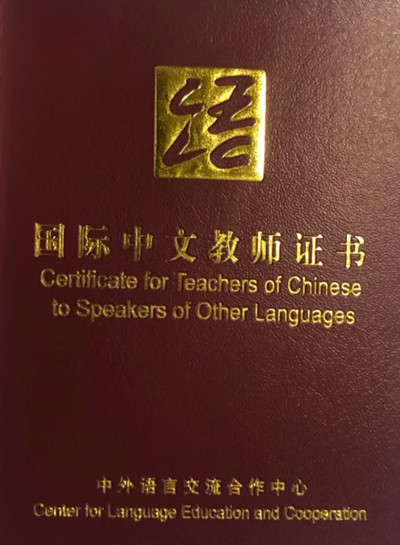 国际中文教师证书
Certificate for Teachers of Chinese
to Speakers of Other Languages
中外语言交流合作中心
Center for Language Education and Cooperation